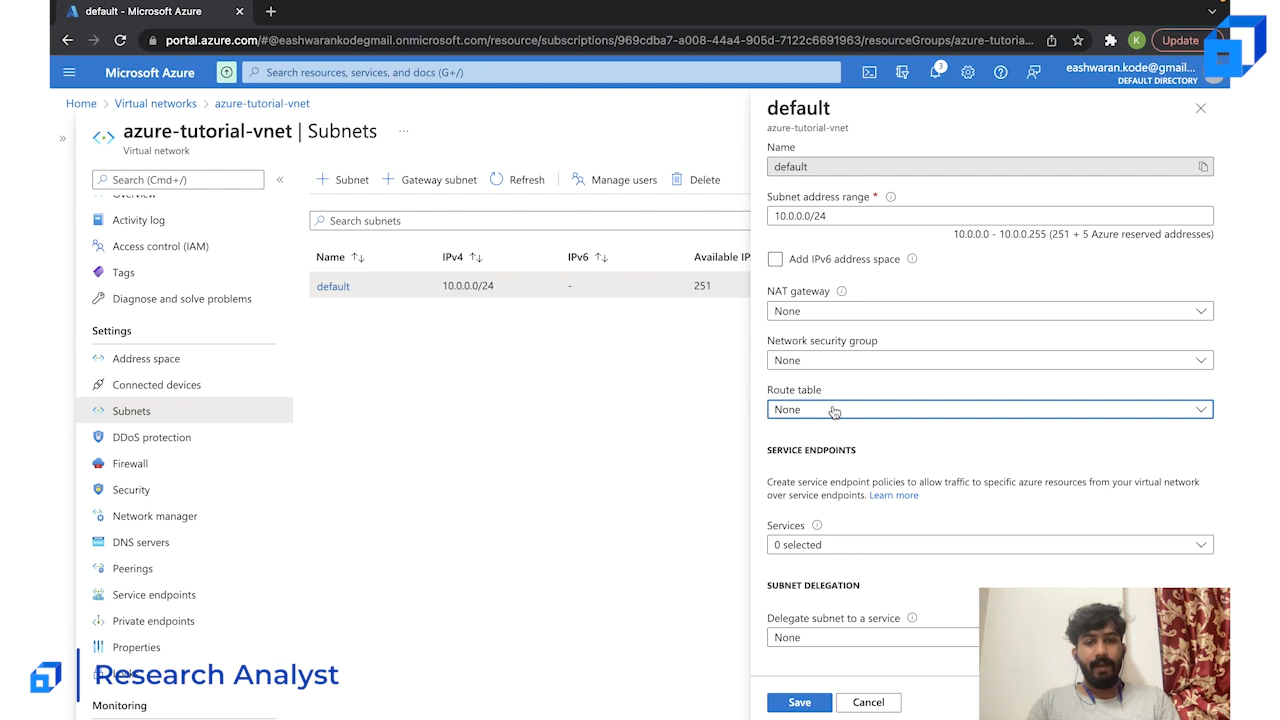 default - Microsoft Azure
portal.azure.com/#@eashwarankodegmail.onmicrosoft.com/resource/subscriptions/969cdba7-a008-44a4-905d-7122c6691963/resourceGroups/azure-tutoria...
K
Update
Microsoft Azure
Search resources, services, and docs (G+/)
3
eashwaran.kode@gmail....
DEFAULT DIRECTORY
Home > Virtual networks > azure-tutorial-vnet
azure-tutorial-vnet | Subnets ...
Virtual network
Search (Cmd+/)
Overview
Activity log
Access control (IAM)
Tags
Diagnose and solve problems
Settings
Address space
Connected devices
Subnets
DDoS protection
Firewall
Security
Network manager
DNS servers
Peerings
Service endpoints
Private endpoints
Properties
Monitoring
+ Subnet + Gateway subnet Refresh Manage users Delete
Search subnets
Name IPv4 IPv6 Available IP
default 10.0.0.0/24 - 251
default
azure-tutorial-vnet
Name
default
Subnet address range *
10.0.0.0/24
10.0.0.0 - 10.0.0.255 (251 + 5 Azure reserved addresses)
Add IPv6 address space
NAT gateway
None
Network security group
None
Route table
None
SERVICE ENDPOINTS
Create service endpoint policies to allow traffic to specific azure resources from your virtual network
over service endpoints. Learn more
Services
0 selected
SUBNET DELEGATION
Delegate subnet to a service
None
Save Cancel
Research Analyst